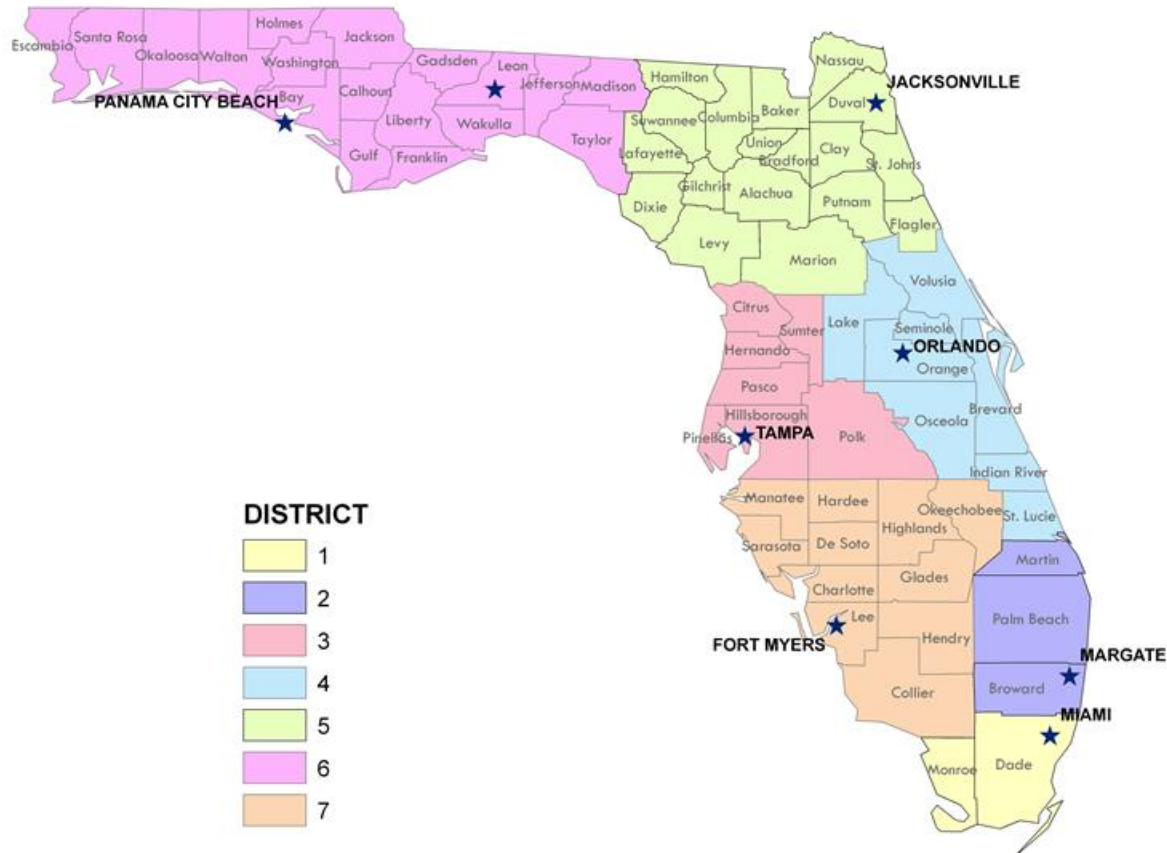 Holmes
Escambia
Santa Rosa
Okaloosa
Walton
Jackson
Washington
Gadsden
Leon
Jefferson
Madison
Hamilton
Nassau
JACKSONVILLE
Duval
PANAMA CITY BEACH
Bay
Calhoun
Liberty
Wakulla
Taylor
Suwannee
Columbia
Baker
Union
Bradford
Clay
St. Johns
Gulf
Franklin
Lafayette
Gilchrist
Alachua
Putnam
Dixie
Flagler
Levy
Marion
Volusia
Citrus
Sumter
Lake
Seminole
ORLANDO
Hernando
Orange
Pasco
Brevard
Hillsborough
Osceola
Pinellas
TAMPA
Polk
Indian River
Manatee
Hardee
Okeechobee
St. Lucie
Highlands
Sarasota
De Soto
Martin
Glades
Charlotte
Lee
Palm Beach
FORT MYERS
Hendry
MARGATE
Collier
Broward
MIAMI
Monroe
Dade
DISTRICT
1
2
3
4
5
6
7